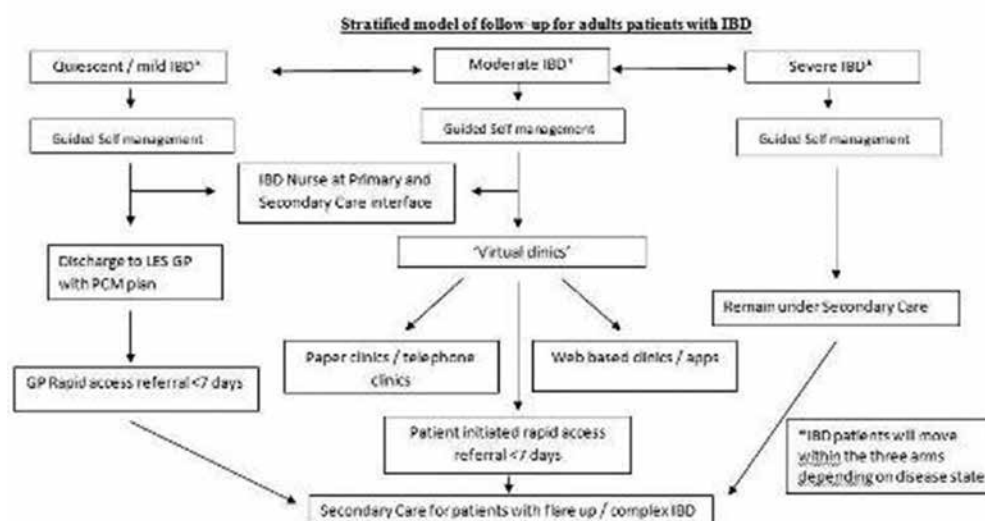 Stratified model of follow-up for adults patients with IBD
Quiescent / mild IBD*
Moderate IBD*
Severe IBD*
Guided Self management
Guided Self management
Guided Self management
IBD Nurse at Primary and
Secondary Care interface
'Virtual clinics'
Discharge to LES GP
with PCM plan
Remain under Secondary Care
Paper clinics / telephone
clinics
Web based clinics / apps
GP Rapid access referral <7 days
Patient initiated rapid access
referral <7 days
*IBD patients will move
within the three arms
depending on disease state
Secondary Care for patients with flare up / complex IBD